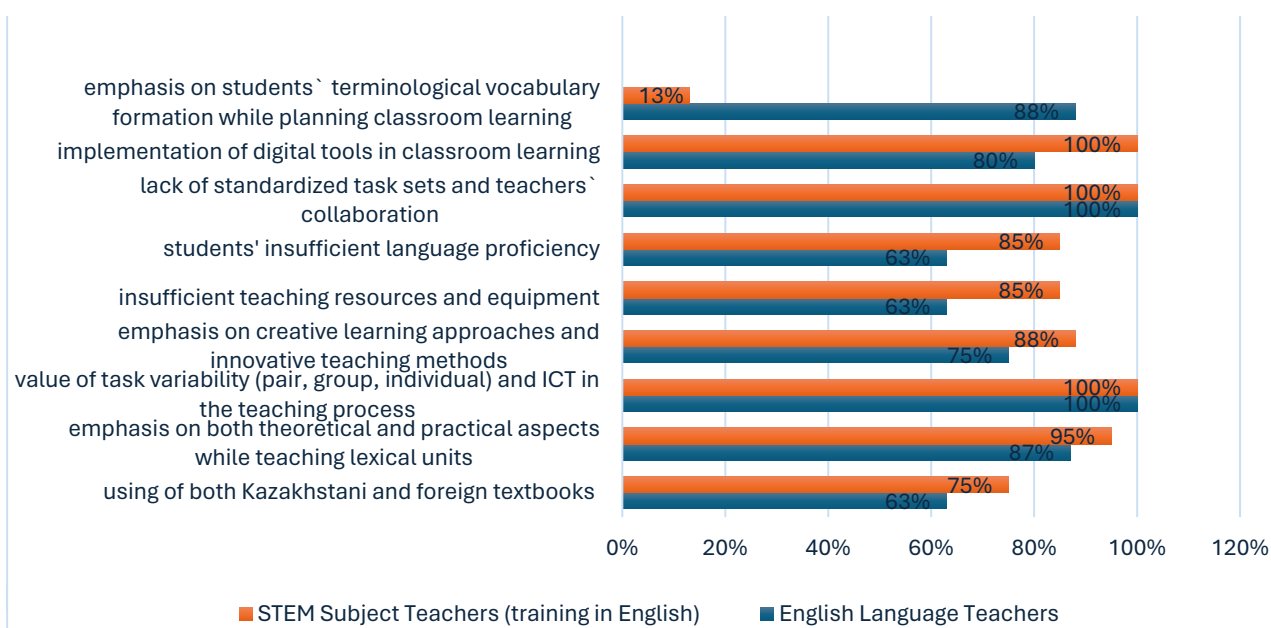 emphasis on students` terminological vocabulary
formation while planning classroom learning
13%
88%
implementation of digital tools in classroom learning
100%
80%
lack of standardized task sets and teachers`
collaboration
100%
100%
students' insufficient language proficiency
85%
63%
insufficient teaching resources and equipment
85%
63%
emphasis on creative learning approaches and
innovative teaching methods
88%
75%
value of task variability (pair, group, individual) and ICT in
the teaching process
100%
100%
emphasis on both theoretical and practical aspects
while teaching lexical units
95%
87%
using of both Kazakhstani and foreign textbooks
75%
63%
0% 20% 40% 60% 80% 100% 120%
STEM Subject Teachers (training in English) English Language Teachers